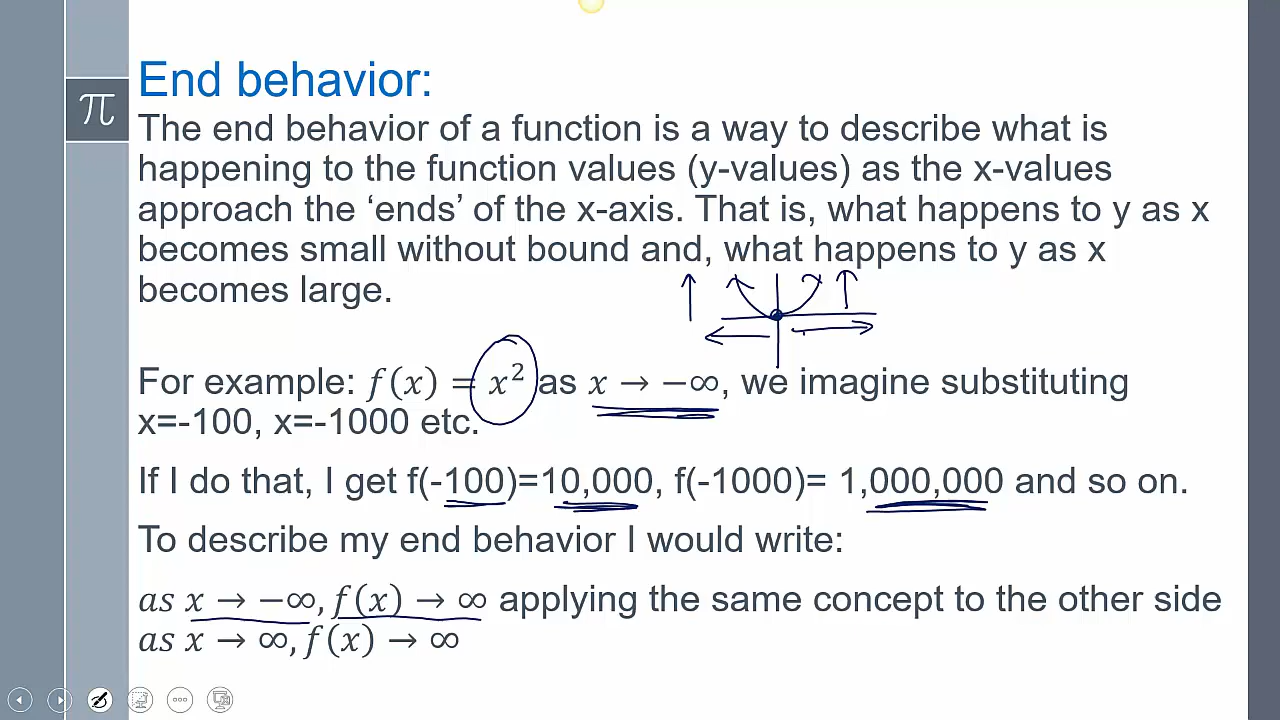 π
End behavior:
The end behavior of a function is a way to describe what is
happening to the function values (y-values) as the x-values
approach the ‘ends’ of the x-axis. That is, what happens to y as x
becomes small without bound and, what happens to y as x
becomes large.
For example: f(x) = x² as x → −∞, we imagine substituting
x=-100, x=-1000 etc.
If I do that, I get f(-100)=10,000, f(-1000)= 1,000,000 and so on.
To describe my end behavior I would write:
as x → −∞, f(x) → ∞ applying the same concept to the other side
as x → ∞, f(x) → ∞